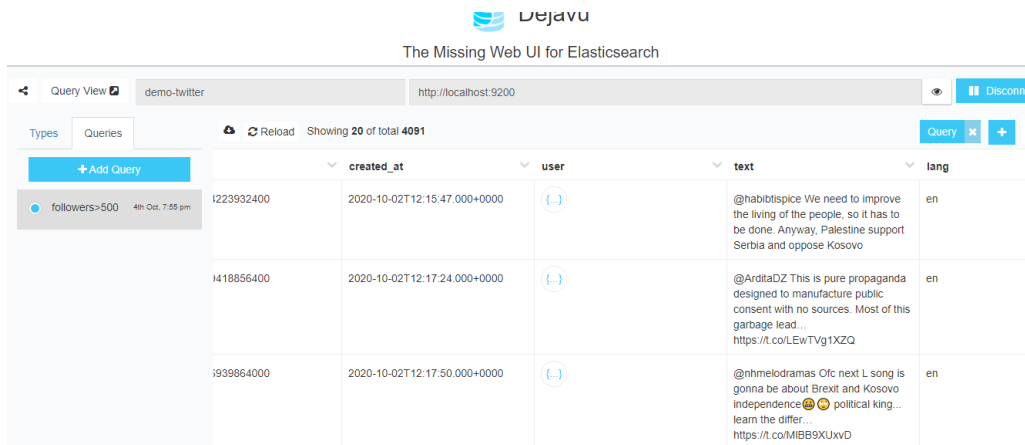 Dejavu
The Missing Web UI for Elasticsearch
Query View demo-twitter http://localhost:9200 Disconn
Types Queries Reload Showing 20 of total 4091 Query
Add Query
created_at user text lang
followers>500 4th Oct, 7:55 pm
4223932400 2020-10-02T12:15:47.000+0000 {...} @habibtispice We need to improve en
the living of the people, so it has to
be done. Anyway, Palestine support
Serbia and oppose Kosovo
9418856400 2020-10-02T12:17:24.000+0000 {...} @ArditaDZ This is pure propaganda en
designed to manufacture public
consent with no sources. Most of this
garbage lead…
https://t.co/LEwTVg1XZQ
5939864000 2020-10-02T12:17:50.000+0000 {...} @nhmelodramas Ofc next L song is en
gonna be about Brexit and Kosovo
independence😫🙄 political king...
learn the differ…
https://t.co/MlBB9XUxvD